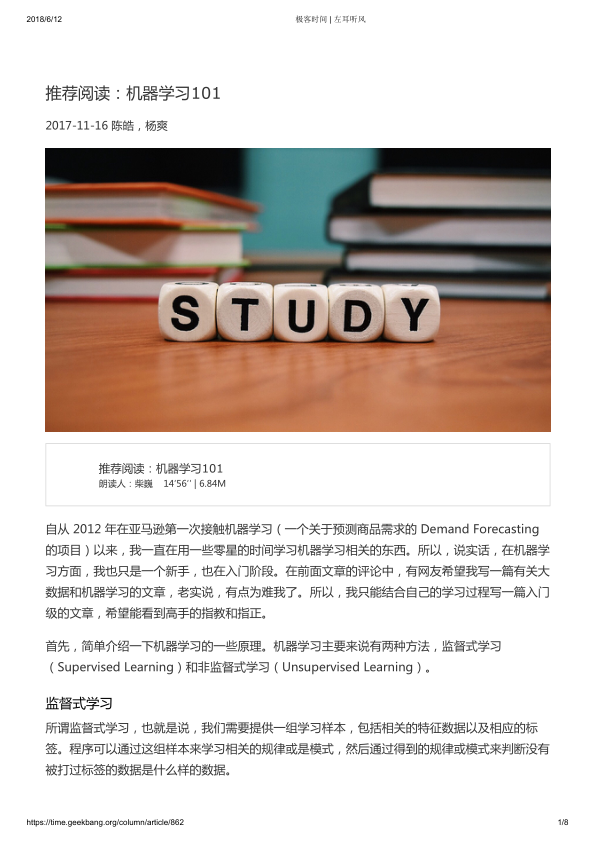 2018/6/12 极客时间 | 左耳听风
推荐阅读：机器学习101
2017-11-16 陈皓，杨爽
STUDY
推荐阅读：机器学习101
朗读人：柴巍 14′56′′ | 6.84M
自从 2012 年在亚马逊第一次接触机器学习（一个关于预测商品需求的 Demand Forecasting
的项目）以来，我一直在用一些零星的时间学习机器学习相关的东西。所以，说实话，在机器学
习方面，我也只是一个新手，也在入门阶段。在前面文章的评论中，有网友希望我写一篇有关大
数据和机器学习的文章，老实说，有点为难我了。所以，我只能结合自己的学习过程写一篇入门
级的文章，希望能看到高手的指教和指正。
首先，简单介绍一下机器学习的一些原理。机器学习主要来说有两种方法，监督式学习
（Supervised Learning）和非监督式学习（Unsupervised Learning）。
监督式学习
所谓监督式学习，也就是说，我们需要提供一组学习样本，包括相关的特征数据以及相应的标
签。程序可以通过这组样本来学习相关的规律或是模式，然后通过得到的规律或模式来判断没有
被打过标签的数据是什么样的数据。
https://time.geekbang.org/column/article/862 1/8